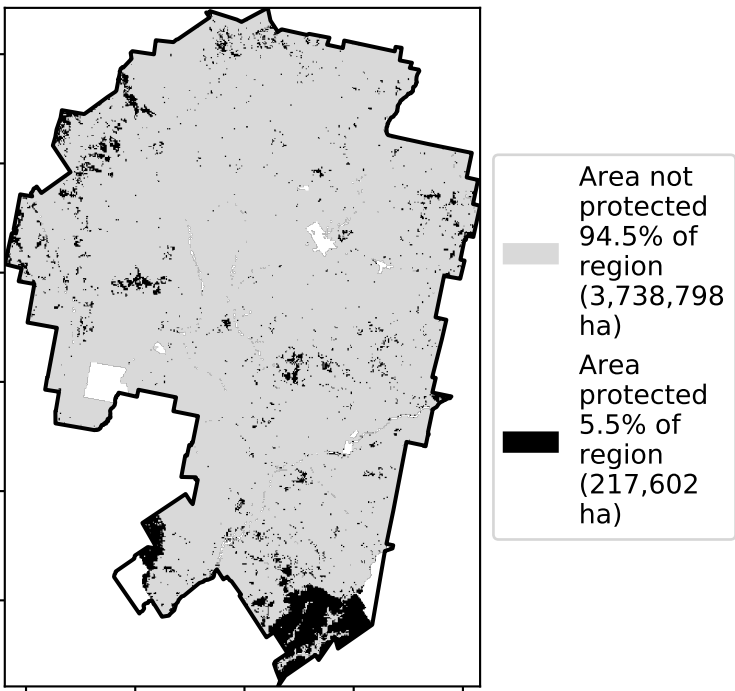 Area not
protected
94.5% of
region
(3,738,798
ha)
Area
protected
5.5% of
region
(217,602
ha)